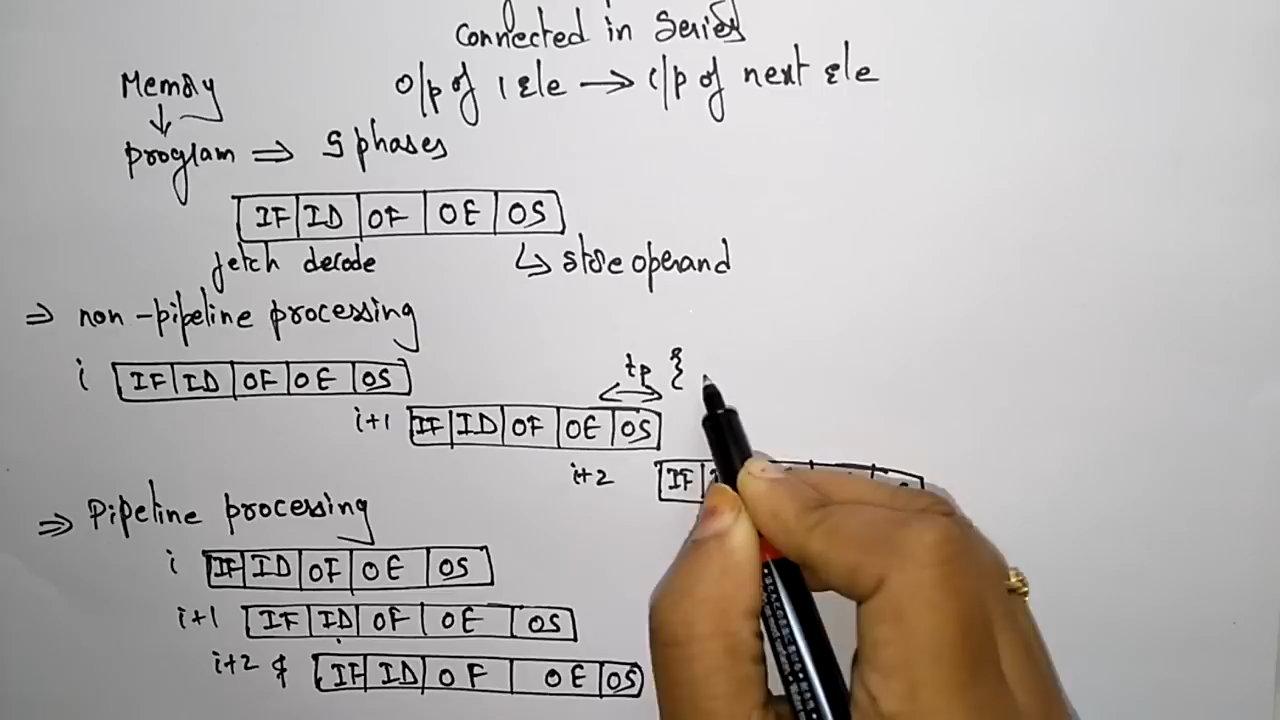 connected in Series
Memory
O/p of 1 Ele → i/p of next Ele
↓
program ⇒ 5 phases
IF ID OF OE OS
fetch decode
↳ store operand
⇒ non-pipeline processing
i IF ID OF OE OS
tp {
i+1 IF ID OF OE OS
i+2 IF
⇒ Pipeline processing
i IF ID OF OE OS
i+1 IF ID OF OE OS
i+2 IF ID OF OE OS